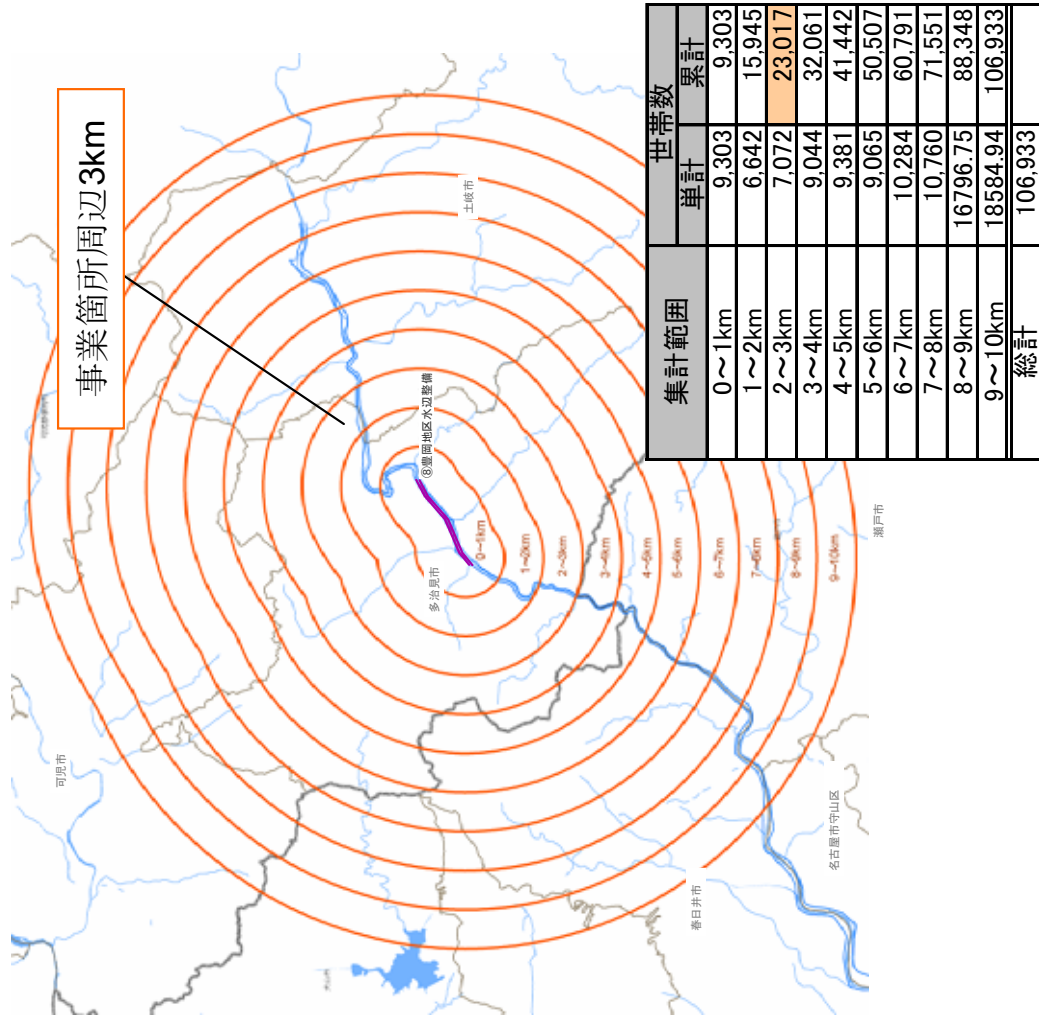 事業箇所周辺3km
土岐市
⑧豊岡地区水辺整備
多治見市
可児市
瀬戸市
春日井市
名古屋市守山区
犬山市
0~1km
1~2km
2~3km
3~4km
4~5km
5~6km
6~7km
7~8km
8~9km
9~10km
集計範囲 世帯数
単計 累計
0~1km 9,303 9,303
1~2km 6,642 15,945
2~3km 7,072 23,017
3~4km 9,044 32,061
4~5km 9,381 41,442
5~6km 9,065 50,507
6~7km 10,284 60,791
7~8km 10,760 71,551
8~9km 16796.75 88,348
9~10km 18584.94 106,933
総計 106,933